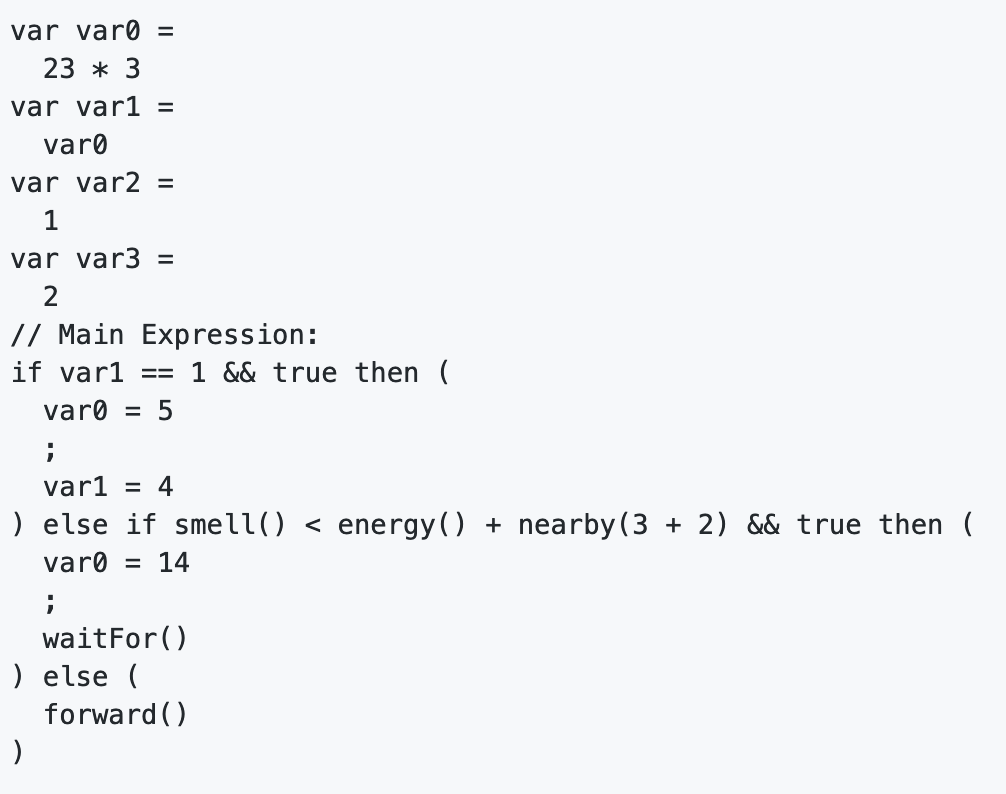 var var0 =
  23 * 3
var var1 =
  var0
var var2 =
  1
var var3 =
  2
// Main Expression:
if var1 == 1 && true then (
  var0 = 5
  ;
  var1 = 4
) else if smell() < energy() + nearby(3 + 2) && true then (
  var0 = 14
  ;
  waitFor()
) else (
  forward()
)